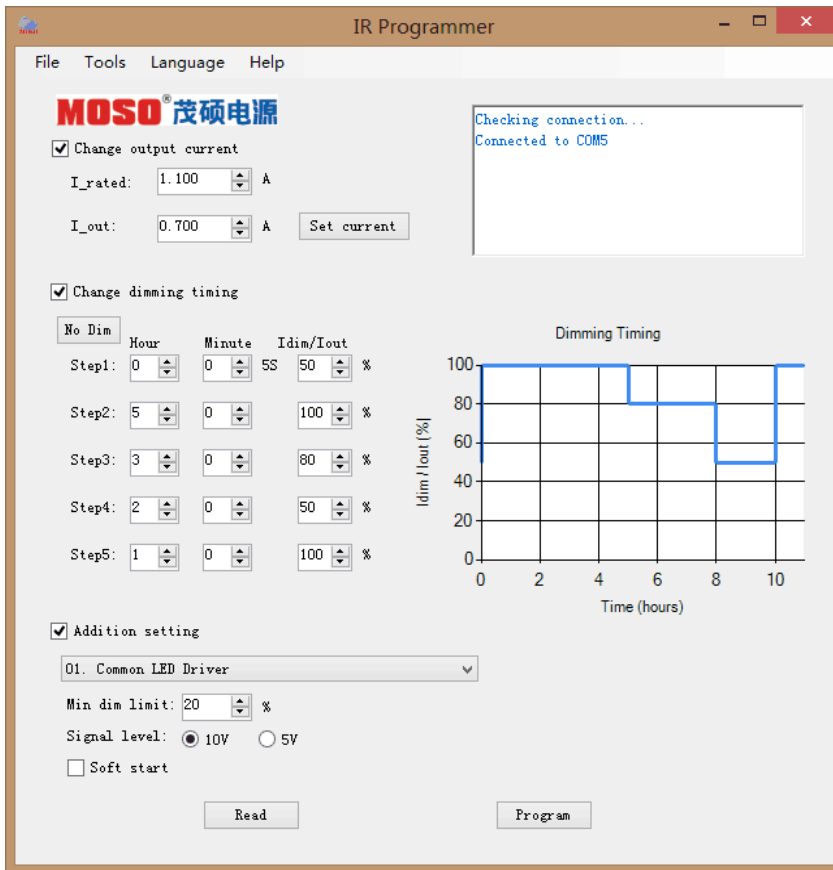 IR Programmer
File Tools Language Help
MOSO®茂硕电源
Checking connection...
Connected to COM5
Change output current
I_rated: 1.100 A
I_out: 0.700 A Set current
Change dimming timing
No Dim
Hour Minute Idim/Iout
Step1: 0 0 5S 50 %
Step2: 5 0 100 %
Step3: 3 0 80 %
Step4: 2 0 50 %
Step5: 1 0 100 %
Dimming Timing
Idim / Iout (%)
100
80
60
40
20
0
0 2 4 6 8 10
Time (hours)
Addition setting
01. Common LED Driver
Min dim limit: 20 %
Signal level: 10V 5V
Soft start
Read Program